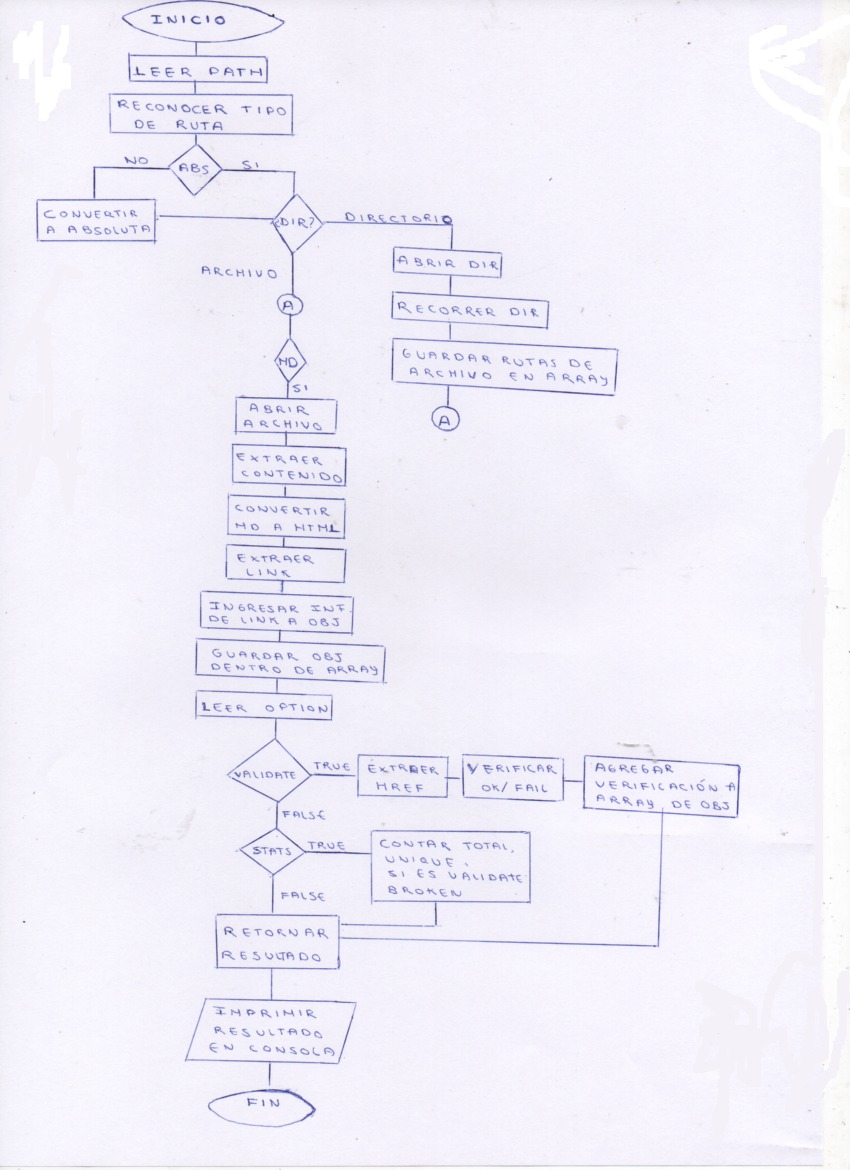 INICIO
LEER PATH
RECONOCER TIPO
DE RUTA
NO
ABS
SI
CONVERTIR
A ABSOLUTA
¿DIR?
DIRECTORIO
ARCHIVO
ABRIR DIR
A
RECORRER DIR
MD
GUARDAR RUTAS DE
ARCHIVO EN ARRAY
SI
A
ABRIR
ARCHIVO
EXTRAER
CONTENIDO
CONVERTIR
MD A HTML
EXTRAER
LINK
INGRESAR INF.
DE LINK A OBJ
GUARDAR OBJ
DENTRO DE ARRAY
LEER OPTION
VALIDATE
TRUE
EXTRAER
HREF
VERIFICAR
OK/ FAIL
AGREGAR
VERIFICACIÓN A
ARRAY DE OBJ
FALSE
STATS
TRUE
CONTAR TOTAL,
UNIQUE,
SI ES VALIDATE
BROKEN
FALSE
RETORNAR
RESULTADO
IMPRIMIR
RESULTADO
EN CONSOLA
FIN